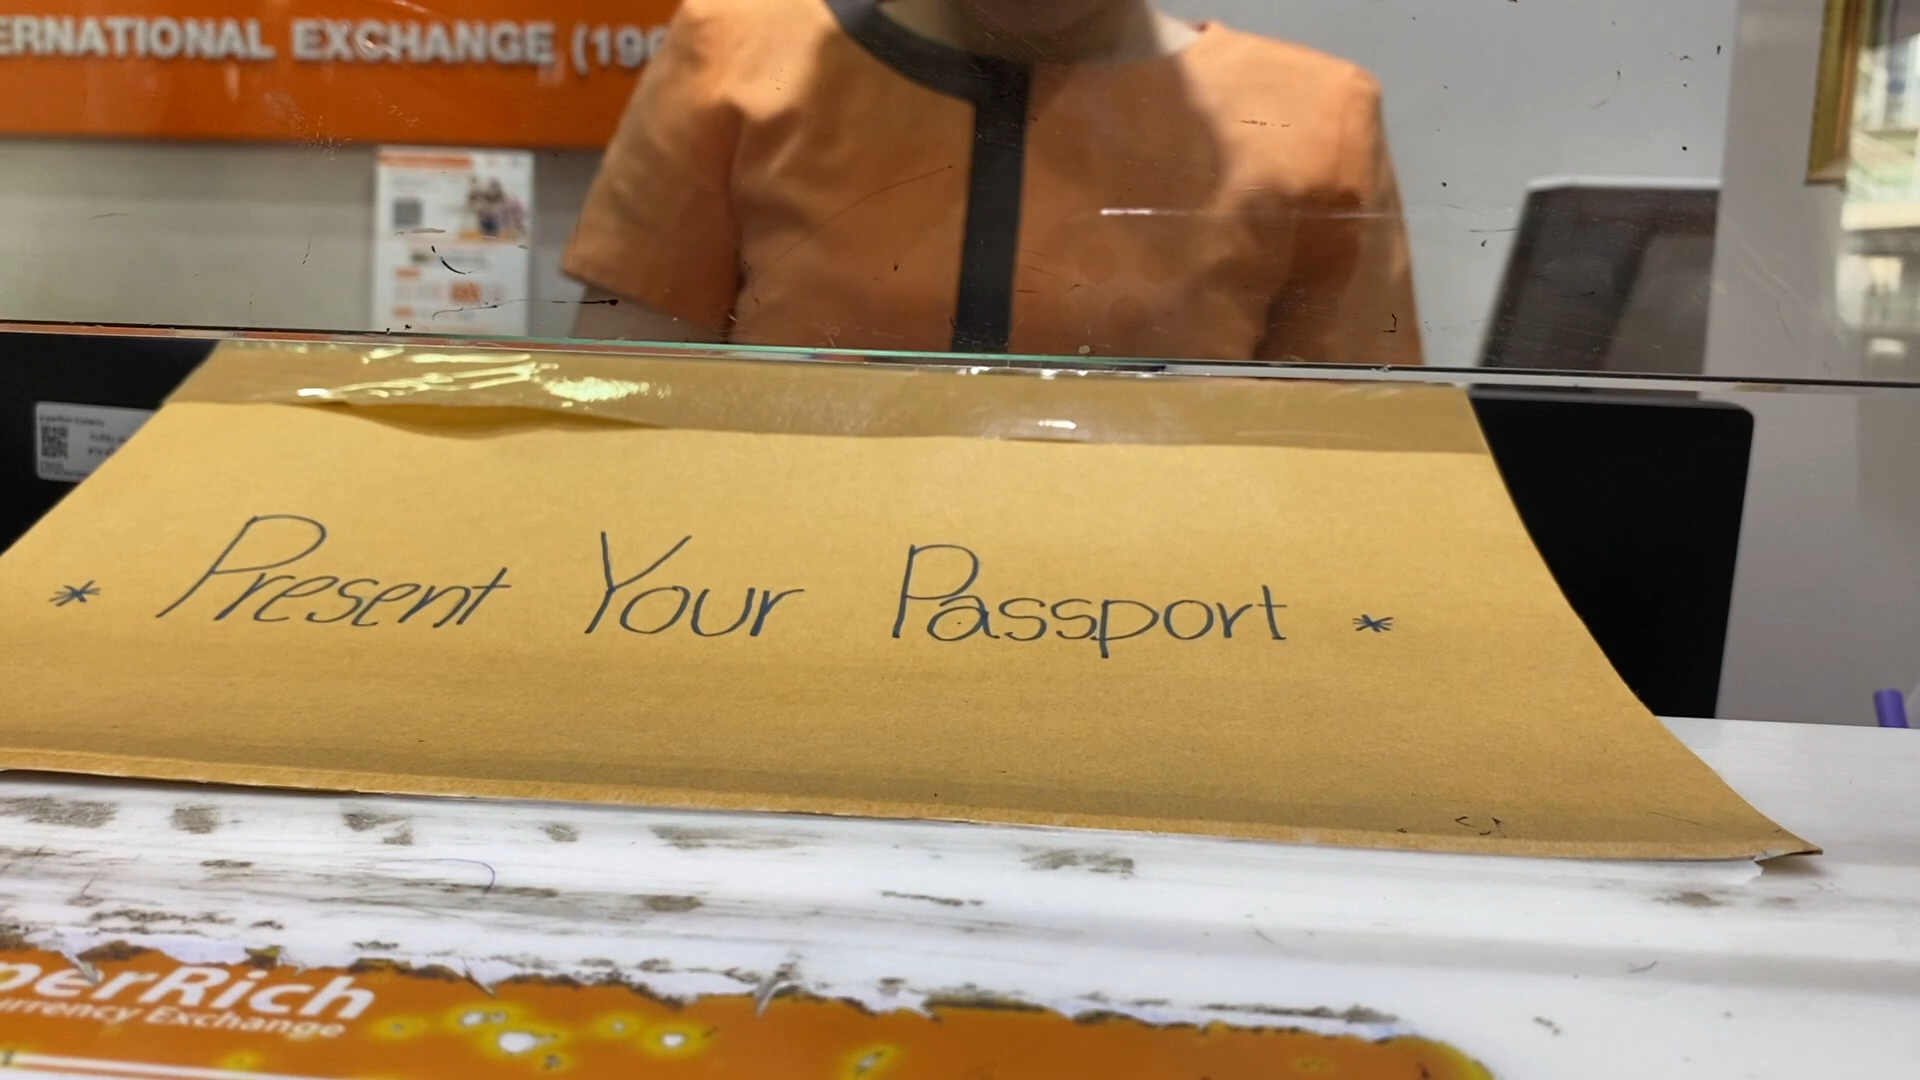 ERNATIONAL EXCHANGE (19
* Present Your Passport *
perRich
urrency Exchange